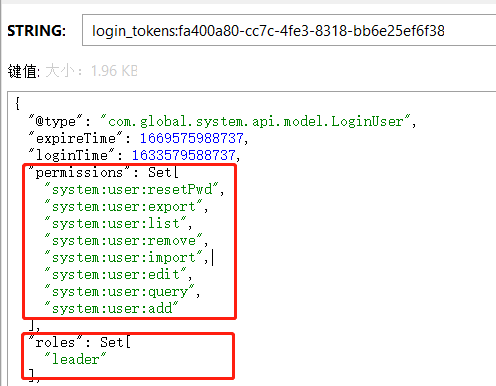 STRING: login_tokens:fa400a80-cc7c-4fe3-8318-bb6e25ef6f38
键值: 大小: 1.96 KB
{
"@type": "com.global.system.api.model.LoginUser",
"expireTime": 1669575988737,
"loginTime": 1633579588737,
"permissions": Set[
"system:user:resetPwd",
"system:user:export",
"system:user:list",
"system:user:remove",
"system:user:import",
"system:user:edit",
"system:user:query",
"system:user:add"
],
"roles": Set[
"leader"
],